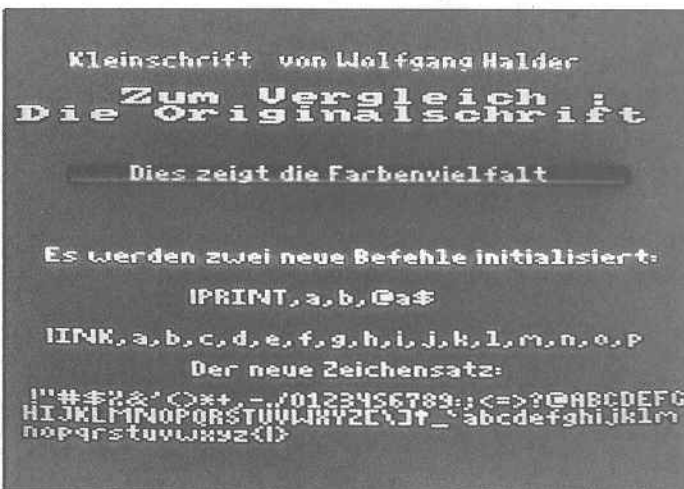 Kleinschrift von Wolfgang Halder
Zum Vergleich :
Die Originalschrift
Dies zeigt die Farbenvielfalt
Es werden zwei neue Befehle initialisiert:
|PRINT,a,b,@a$
|INK,a,b,c,d,e,f,g,h,i,j,k,l,m,n,o,p
Der neue Zeichensatz:
!"#$%&'()*+,-./0123456789:;<=>?@ABCDEFG
HIJKLMNOPQRSTUVWXYZ[\]↑_`abcdefghijklm
nopqrstuvwxyz{|}